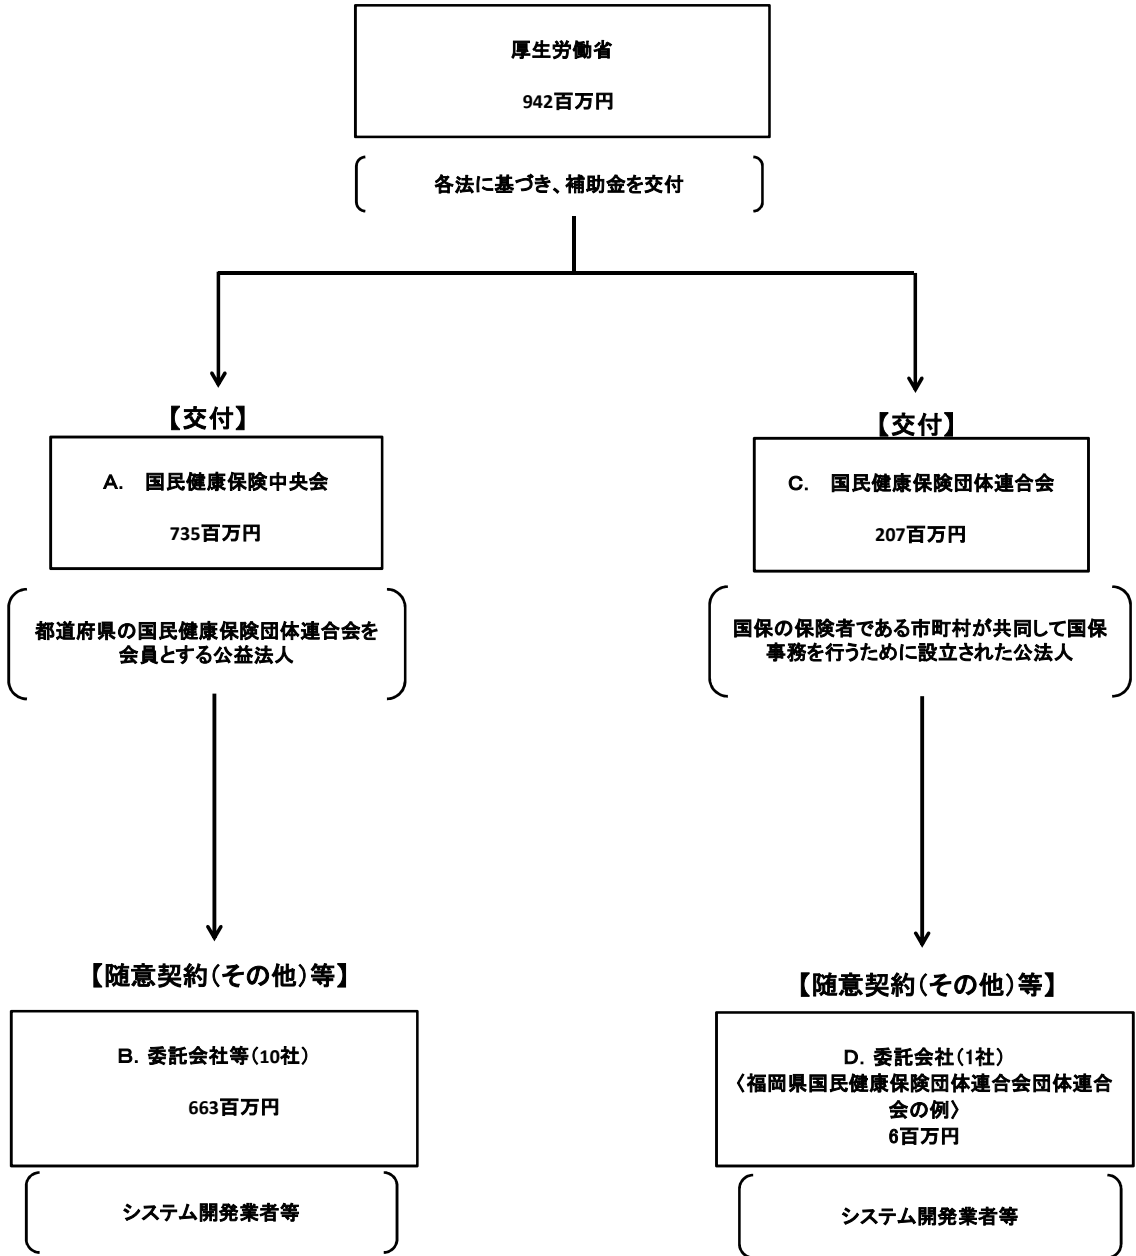 厚生労働省
942百万円
各法に基づき、補助金を交付
【交付】
A.　国民健康保険中央会
735百万円
都道府県の国民健康保険団体連合会を
会員とする公益法人
【随意契約（その他）等】
B. 委託会社等（10社）
663百万円
システム開発業者等
【交付】
C.　国民健康保険団体連合会
207百万円
国保の保険者である市町村が共同して国保
事務を行うために設立された公法人
【随意契約（その他）等】
D. 委託会社（1社）
〈福岡県国民健康保険団体連合会団体連合
会の例〉
6百万円
システム開発業者等